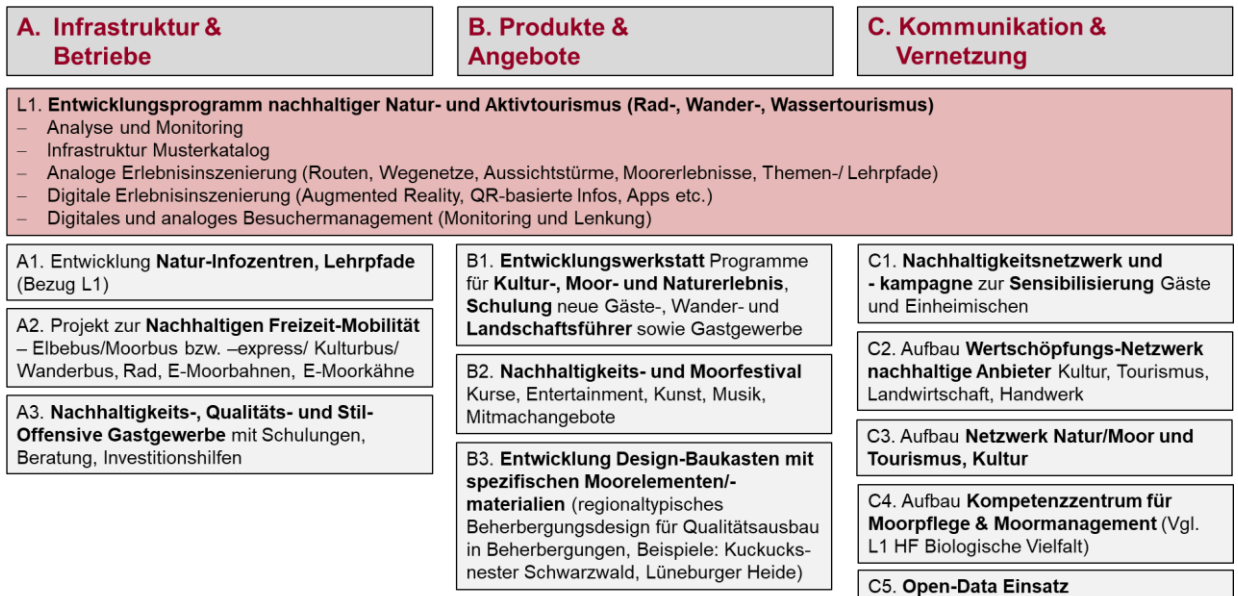 A. Infrastruktur &
Betriebe
B. Produkte &
Angebote
C. Kommunikation &
Vernetzung
L1. Entwicklungsprogramm nachhaltiger Natur- und Aktivtourismus (Rad-, Wander-, Wassertourismus)
– Analyse und Monitoring
– Infrastruktur Musterkatalog
– Analoge Erlebnisinszenierung (Routen, Wegenetze, Aussichtstürme, Moorerlebnisse, Themen-/ Lehrpfade)
– Digitale Erlebnisinszenierung (Augmented Reality, QR-basierte Infos, Apps etc.)
– Digitales und analoges Besuchermanagement (Monitoring und Lenkung)
A1. Entwicklung Natur-Infozentren, Lehrpfade
(Bezug L1)
A2. Projekt zur Nachhaltigen Freizeit-Mobilität
– Elbebus/Moorbus bzw. –express/ Kulturbus/
Wanderbus, Rad, E-Moorbahnen, E-Moorkähne
A3. Nachhaltigkeits-, Qualitäts- und Stil-
Offensive Gastgewerbe mit Schulungen,
Beratung, Investitionshilfen
B1. Entwicklungswerkstatt Programme
für Kultur-, Moor- und Naturerlebnis,
Schulung neue Gäste-, Wander- und
Landschaftsführer sowie Gastgewerbe
B2. Nachhaltigkeits- und Moorfestival
Kurse, Entertainment, Kunst, Musik,
Mitmachangebote
B3. Entwicklung Design-Baukasten mit
spezifischen Moorelementen/-
materialien (regionaltypisches
Beherbergungsdesign für Qualitätsausbau
in Beherbergungen, Beispiele: Kuckucks-
nester Schwarzwald, Lüneburger Heide)
C1. Nachhaltigkeitsnetzwerk und
- kampagne zur Sensibilisierung Gäste
und Einheimischen
C2. Aufbau Wertschöpfungs-Netzwerk
nachhaltige Anbieter Kultur, Tourismus,
Landwirtschaft, Handwerk
C3. Aufbau Netzwerk Natur/Moor und
Tourismus, Kultur
C4. Aufbau Kompetenzzentrum für
Moorpflege & Moormanagement (Vgl.
L1 HF Biologische Vielfalt)
C5. Open-Data Einsatz